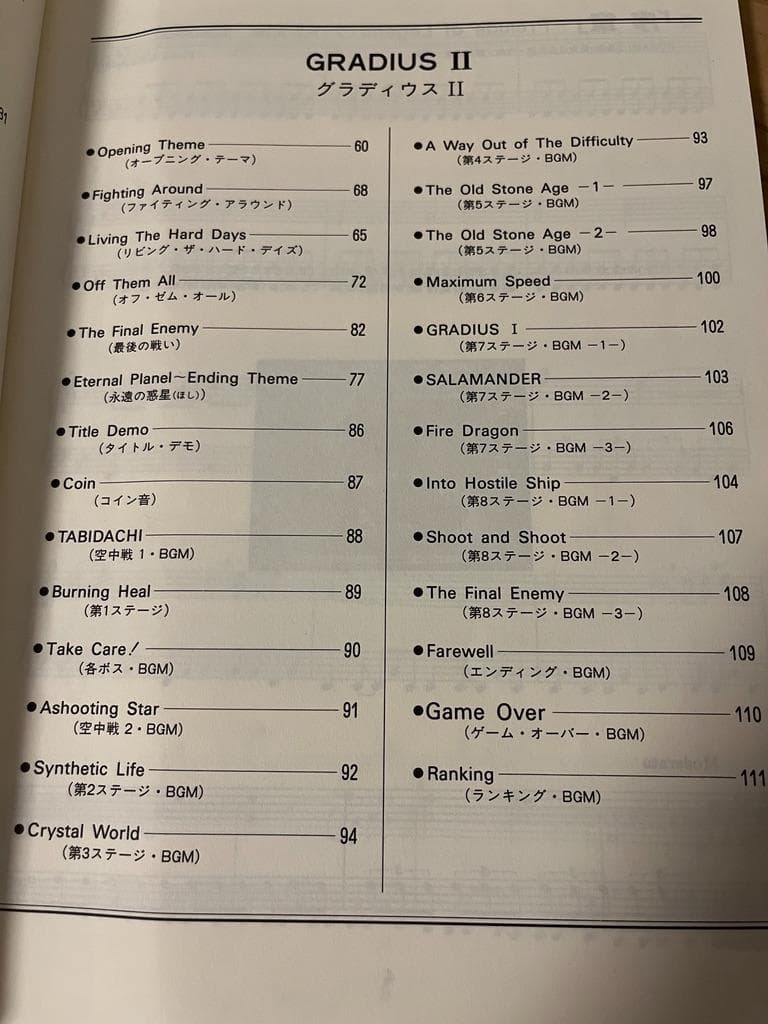 GRADIUS II
グラディウス II
●Opening Theme 60
(オープニング・テーマ)
●Fighting Around 68
(ファイティング・アラウンド)
●Living The Hard Days 65
(リビング・ザ・ハード・デイズ)
●Off Them All 72
(オフ・ゼム・オール)
●The Final Enemy 82
(最後の戦い)
●Eternal Planel～Ending Theme 77
(永遠の惑星(ほし))
●Title Demo 86
(タイトル・デモ)
●Coin 87
(コイン音)
●TABIDACHI 88
(空中戦 1・BGM)
●Burning Heal 89
(第1ステージ)
●Take Care! 90
(各ボス・BGM)
●Ashooting Star 91
(空中戦 2・BGM)
●Synthetic Life 92
(第2ステージ・BGM)
●Crystal World 94
(第3ステージ・BGM)
●A Way Out of The Difficulty 93
(第4ステージ・BGM)
●The Old Stone Age －1－ 97
(第5ステージ・BGM)
●The Old Stone Age －2－ 98
(第5ステージ・BGM)
●Maximum Speed 100
(第6ステージ・BGM)
●GRADIUS I 102
(第7ステージ・BGM －1－)
●SALAMANDER 103
(第7ステージ・BGM －2－)
●Fire Dragon 106
(第7ステージ・BGM －3－)
●Into Hostile Ship 104
(第8ステージ・BGM －1－)
●Shoot and Shoot 107
(第8ステージ・BGM －2－)
●The Final Enemy 108
(第8ステージ・BGM －3－)
●Farewell 109
(エンディング・BGM)
●Game Over 110
(ゲーム・オーバー・BGM)
●Ranking 111
(ランキング・BGM)